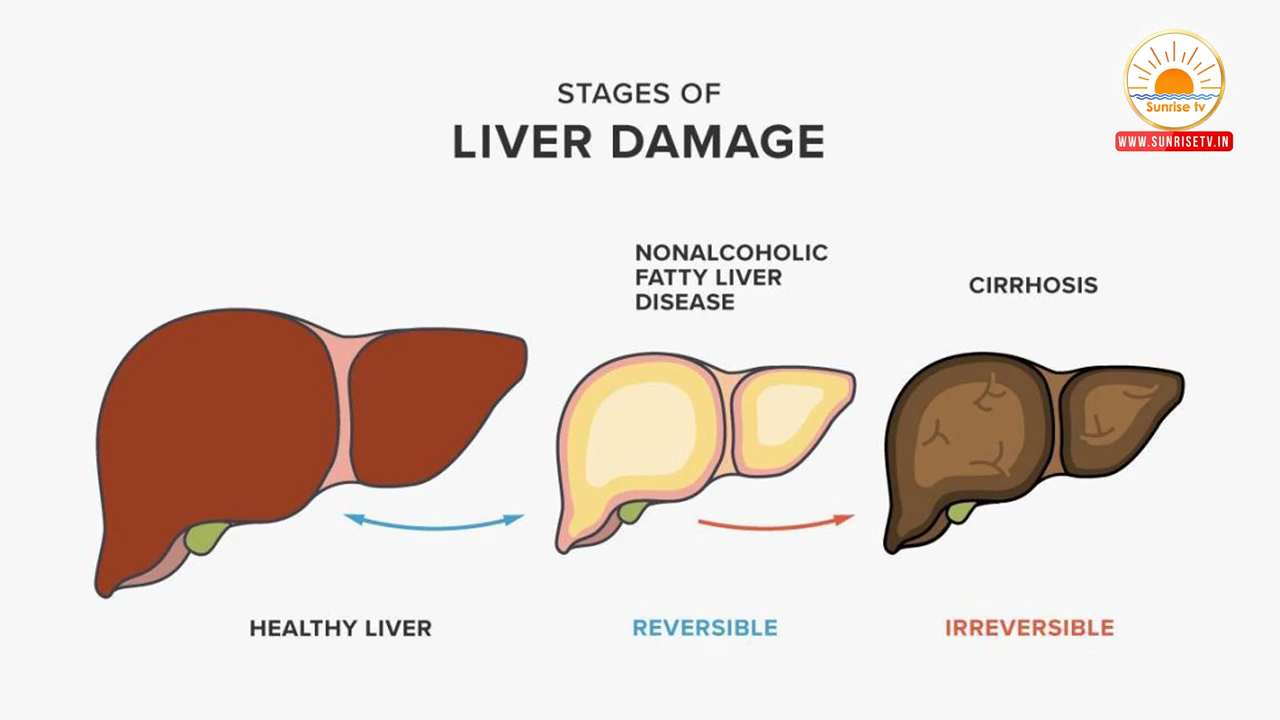 STAGES OF
LIVER DAMAGE
Sunrise tv
WWW.SUNRISETV.IN
NONALCOHOLIC
FATTY LIVER
DISEASE
CIRRHOSIS
HEALTHY LIVER
REVERSIBLE
IRREVERSIBLE